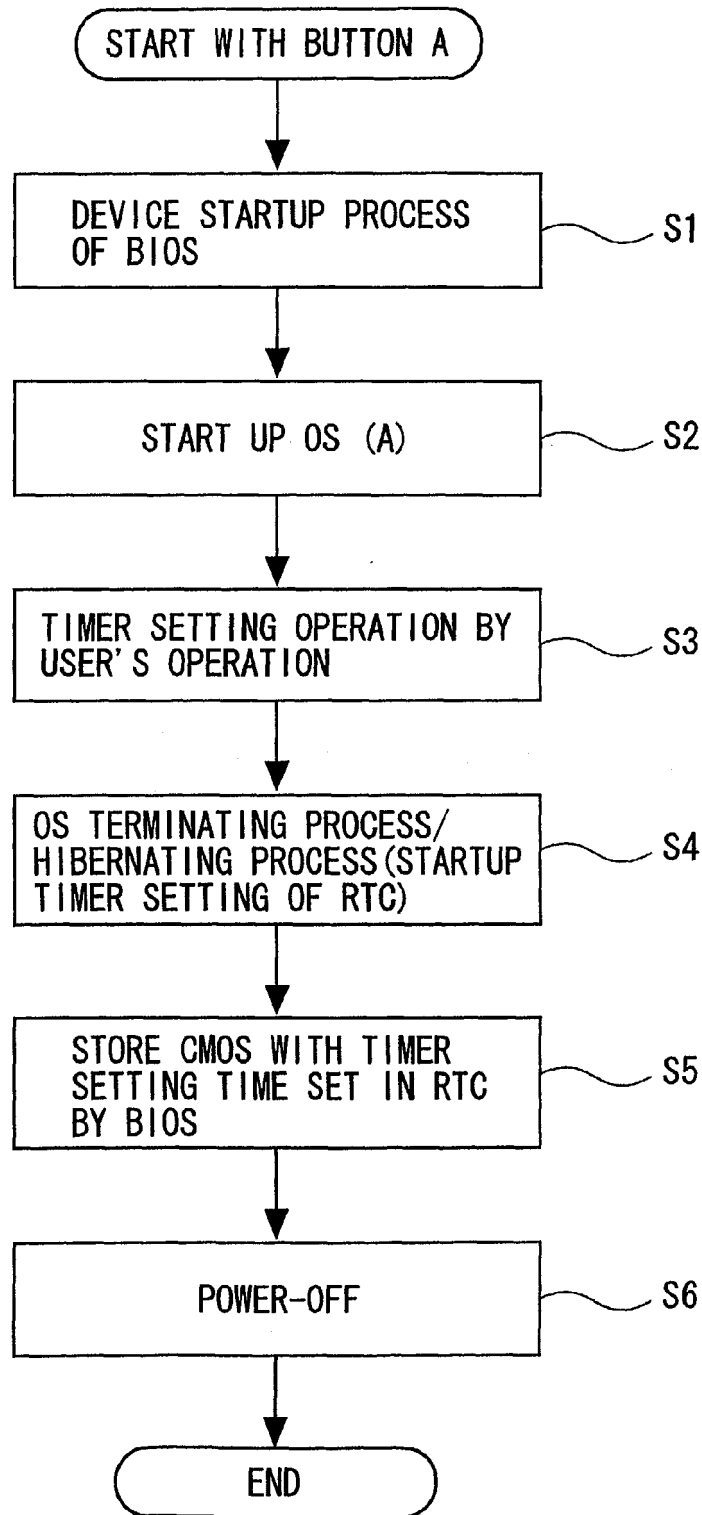 START WITH BUTTON A
DEVICE STARTUP PROCESS
OF BIOS
S1
START UP OS (A)
S2
TIMER SETTING OPERATION BY
USER'S OPERATION
S3
OS TERMINATING PROCESS/
HIBERNATING PROCESS(STARTUP
TIMER SETTING OF RTC)
S4
STORE CMOS WITH TIMER
SETTING TIME SET IN RTC
BY BIOS
S5
POWER-OFF
S6
END